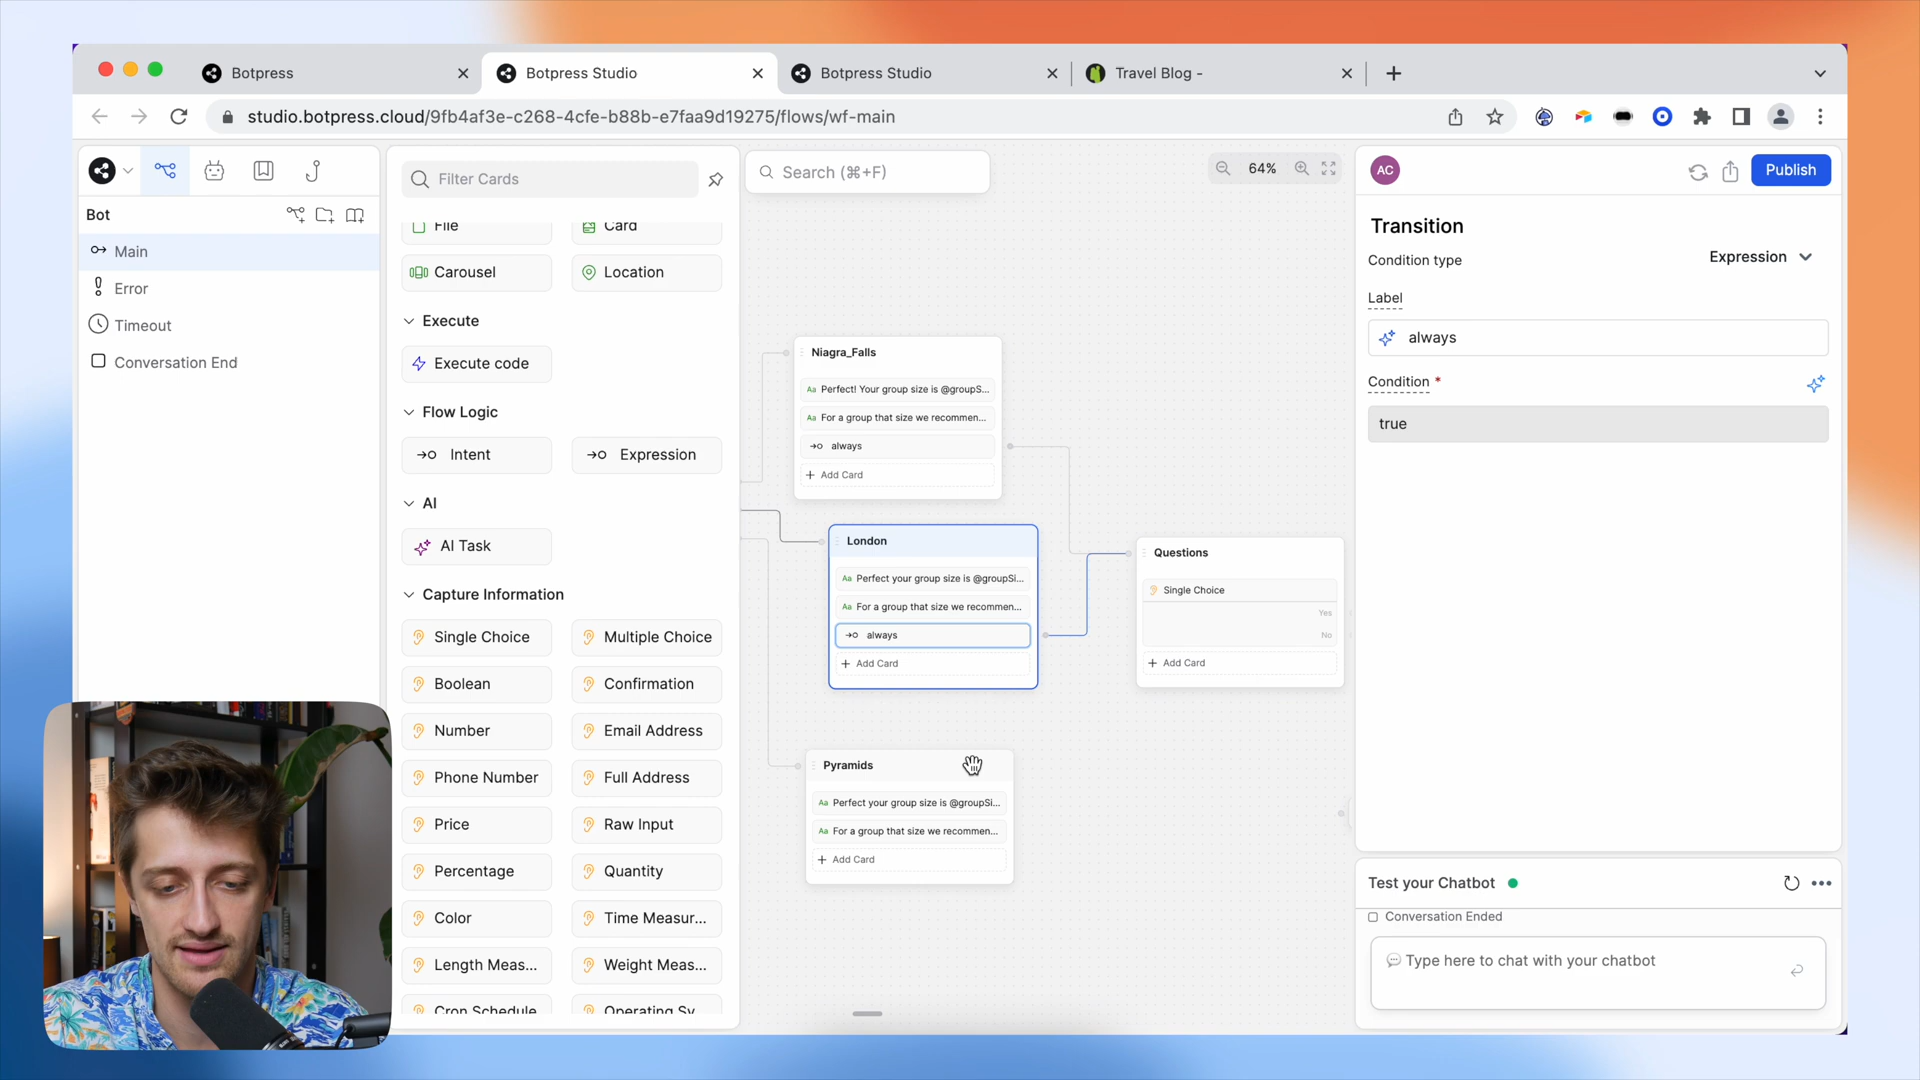 Botpress
Botpress Studio
Botpress Studio
Travel Blog -
studio.botpress.cloud/9fb4af3e-c268-4cfe-b88b-e7faa9d19275/flows/wf-main
Bot
Main
Error
Timeout
Conversation End
Filter Cards
File
Card
Carousel
Location
Execute
Execute code
Flow Logic
Intent
Expression
AI
AI Task
Capture Information
Single Choice
Multiple Choice
Boolean
Confirmation
Number
Email Address
Phone Number
Full Address
Price
Raw Input
Percentage
Quantity
Color
Time Measur...
Length Meas...
Weight Meas...
Cron Schedule
Operating Sy
Search (⌘+F)
64%
Niagra_Falls
Aa Perfect! Your group size is @groupS...
Aa For a group that size we recommen...
always
+ Add Card
London
Aa Perfect your group size is @groupSi...
Aa For a group that size we recommen...
always
+ Add Card
Questions
Single Choice
Yes
No
+ Add Card
Pyramids
Aa Perfect your group size is @groupSi...
Aa For a group that size we recommen...
+ Add Card
AC
Publish
Transition
Condition type
Expression
Label
always
Condition *
true
Test your Chatbot
Conversation Ended
Type here to chat with your chatbot